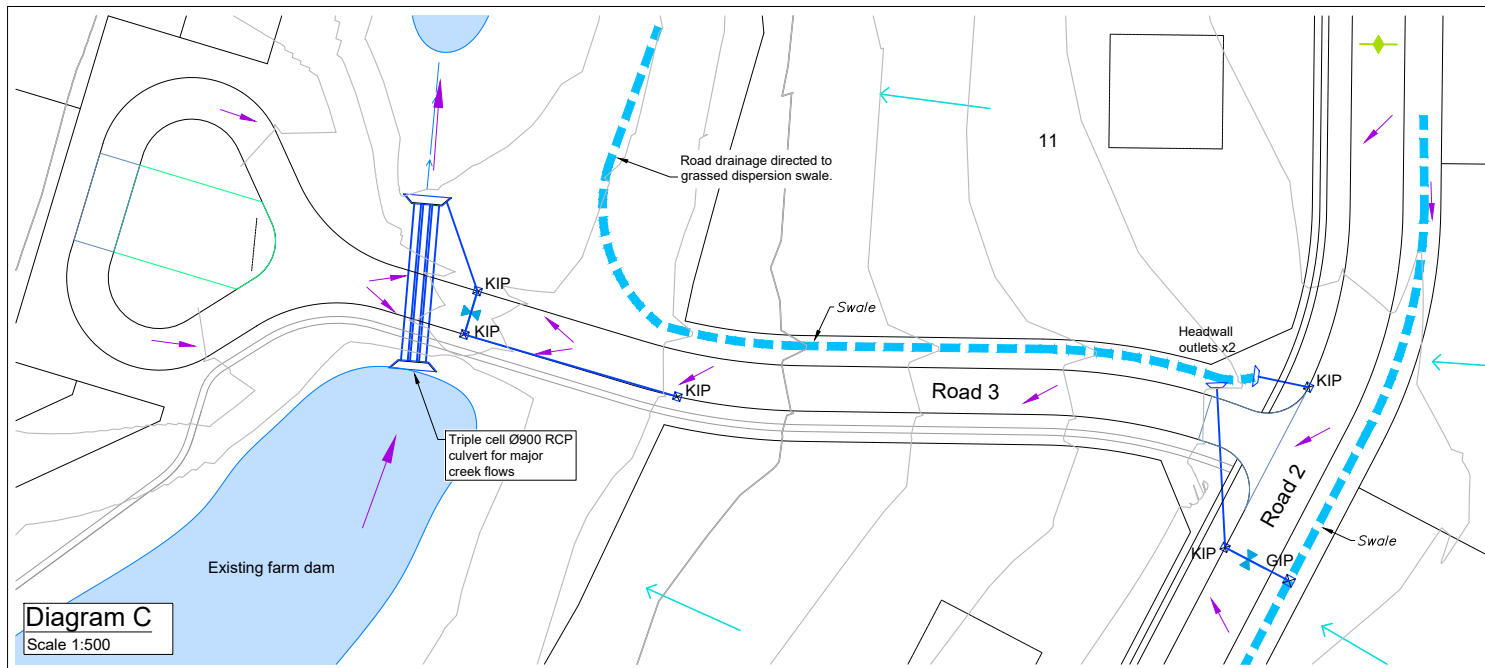 Road drainage directed to
grassed dispersion swale.
11
KIP
KIP
Swale
Headwall
outlets x2
KIP
KIP
Road 3
Triple cell Ø900 RCP
culvert for major
creek flows
Road 2
Swale
KIP
GIP
Existing farm dam
Diagram C
Scale 1:500